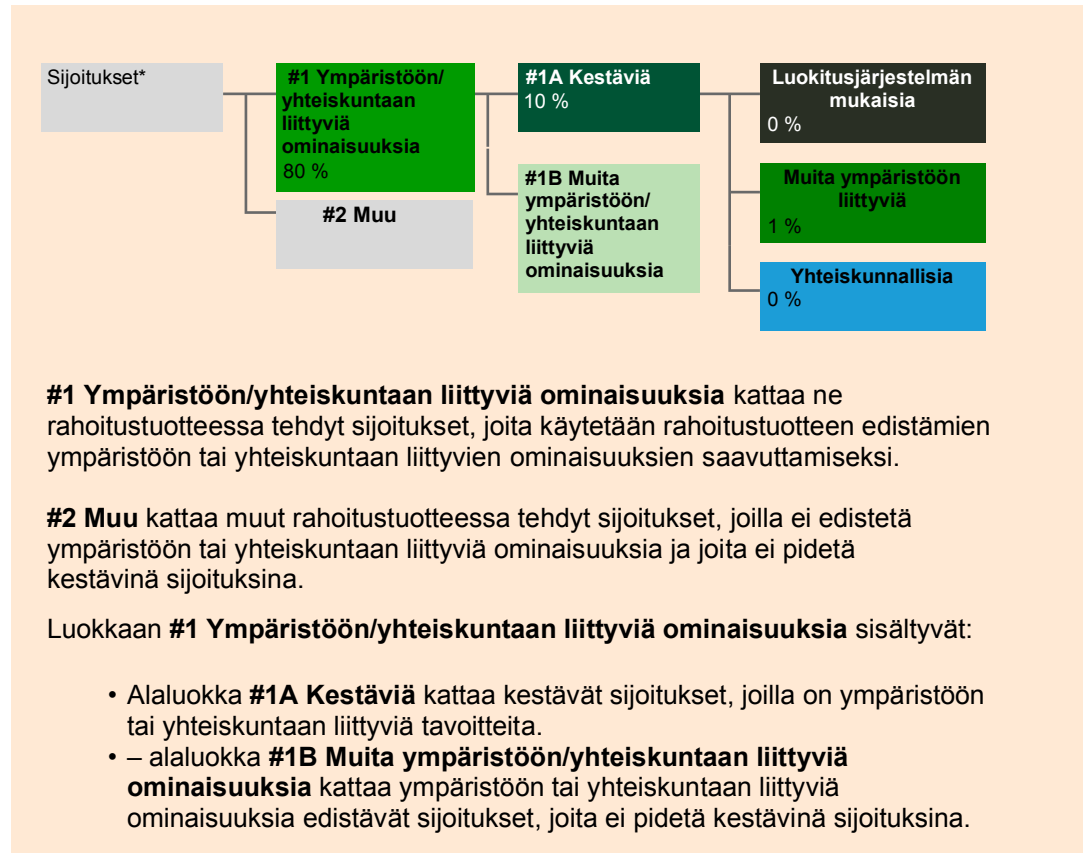 Sijoitukset*
#1 Ympäristöön/
yhteiskuntaan
liittyviä
ominaisuuksia
80 %
#2 Muu
#1A Kestäviä
10 %
#1B Muita
ympäristöön/
yhteiskuntaan
liittyviä
ominaisuuksia
Luokitusjärjestelmän
mukaisia
0 %
Muita ympäristöön
liittyviä
1 %
Yhteiskunnallisia
0 %
#1 Ympäristöön/yhteiskuntaan liittyviä ominaisuuksia kattaa ne
rahoitustuotteessa tehdyt sijoitukset, joita käytetään rahoitustuotteen edistämien
ympäristöön tai yhteiskuntaan liittyvien ominaisuuksien saavuttamiseksi.
#2 Muu kattaa muut rahoitustuotteessa tehdyt sijoitukset, joilla ei edistetä
ympäristöön tai yhteiskuntaan liittyviä ominaisuuksia ja joita ei pidetä
kestävinä sijoituksina.
Luokkaan #1 Ympäristöön/yhteiskuntaan liittyviä ominaisuuksia sisältyvät:
• Alaluokka #1A Kestäviä kattaa kestävät sijoitukset, joilla on ympäristöön
tai yhteiskuntaan liittyviä tavoitteita.
• – alaluokka #1B Muita ympäristöön/yhteiskuntaan liittyviä
ominaisuuksia kattaa ympäristöön tai yhteiskuntaan liittyviä
ominaisuuksia edistävät sijoitukset, joita ei pidetä kestävinä sijoituksina.